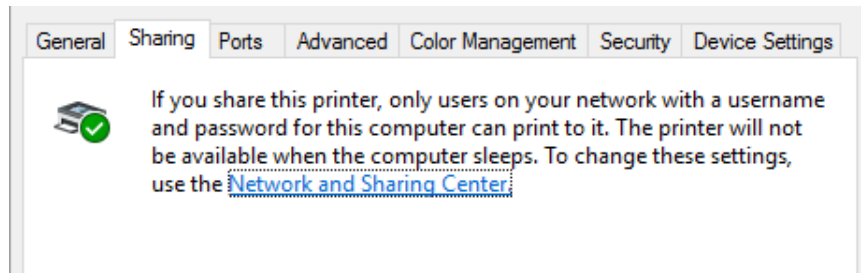 General Sharing Ports Advanced Color Management Security Device Settings
If you share this printer, only users on your network with a username
and password for this computer can print to it. The printer will not
be available when the computer sleeps. To change these settings,
use the Network and Sharing Center.